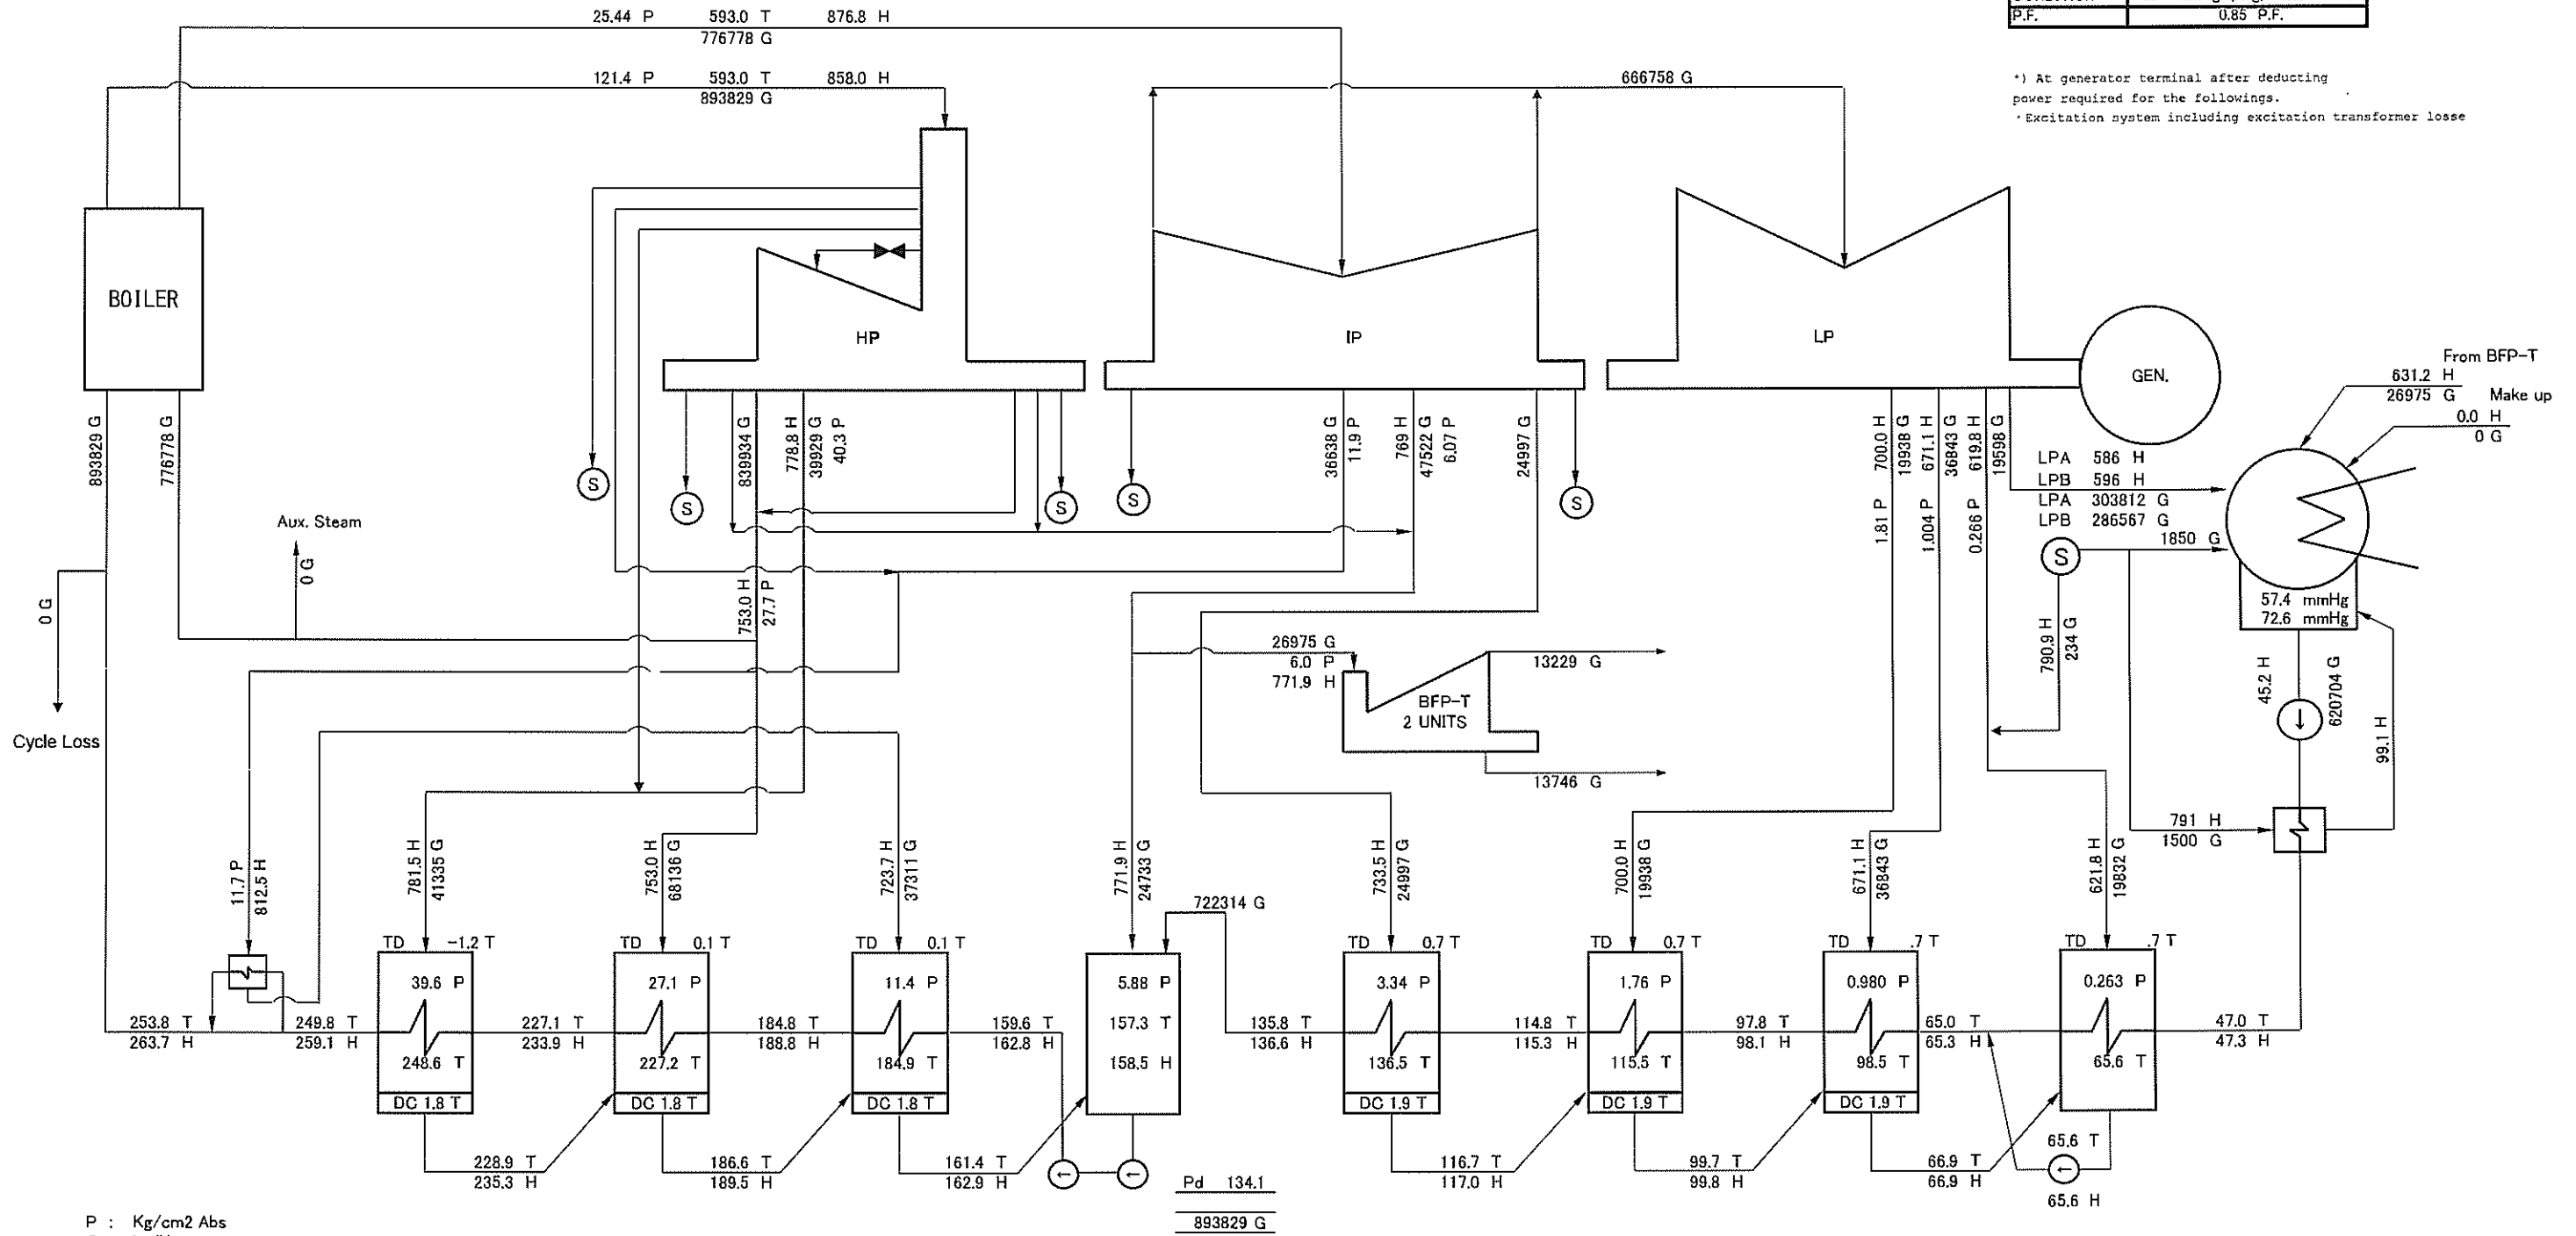 25.44 P 593.0 T 876.8 H
776778 G
P.F. 0.85 P.F.
121.4 P 593.0 T 858.0 H
893829 G
666758 G
*) At generator terminal after deducting
power required for the followings.
・Excitation system including excitation transformer losse
BOILER
HP
IP
LP
GEN.
From BFP-T
631.2 H
26975 G
Make up
0.0 H
0 G
893829 G
776778 G
839934 G
778.8 H
39929 G
40.3 P
36638 G
11.9 P
769 H
47522 G
6.07 P
24997 G
700.0 H
19938 G
671.1 H
36843 G
619.8 H
19598 G
1.81 P
1.004 P
0.266 P
LPA 586 H
LPB 596 H
LPA 303812 G
LPB 286567 G
S
S
S
S
S
S
1850 G
57.4 mmHg
72.6 mmHg
Aux. Steam
0 G
0 G
Cycle Loss
753.0 H
27.7 P
26975 G
6.0 P
771.9 H
BFP-T
2 UNITS
13229 G
13746 G
790.9 H
234 G
45.2 H
620704 G
99.1 H
791 H
1500 G
11.7 P
812.5 H
781.5 H
41335 G
753.0 H
68136 G
723.7 H
37311 G
771.9 H
24733 G
722314 G
733.5 H
24997 G
700.0 H
19938 G
671.1 H
36843 G
621.8 H
19832 G
TD -1.2 T
TD 0.1 T
TD 0.1 T
TD 0.7 T
TD 0.7 T
TD .7 T
TD .7 T
39.6 P
27.1 P
11.4 P
5.88 P
3.34 P
1.76 P
0.980 P
0.263 P
253.8 T
263.7 H
249.8 T
259.1 H
227.1 T
233.9 H
184.8 T
188.8 H
159.6 T
162.8 H
157.3 T
158.5 H
135.8 T
136.6 H
114.8 T
115.3 H
97.8 T
98.1 H
65.0 T
65.3 H
47.0 T
47.3 H
248.6 T
227.2 T
184.9 T
136.5 T
115.5 T
98.5 T
65.6 T
DC 1.8 T
DC 1.8 T
DC 1.8 T
DC 1.9 T
DC 1.9 T
DC 1.9 T
228.9 T
235.3 H
186.6 T
189.5 H
161.4 T
162.9 H
116.7 T
117.0 H
99.7 T
99.8 H
66.9 T
66.9 H
65.6 T
65.6 H
Pd 134.1
893829 G
P : Kg/cm2 Abs